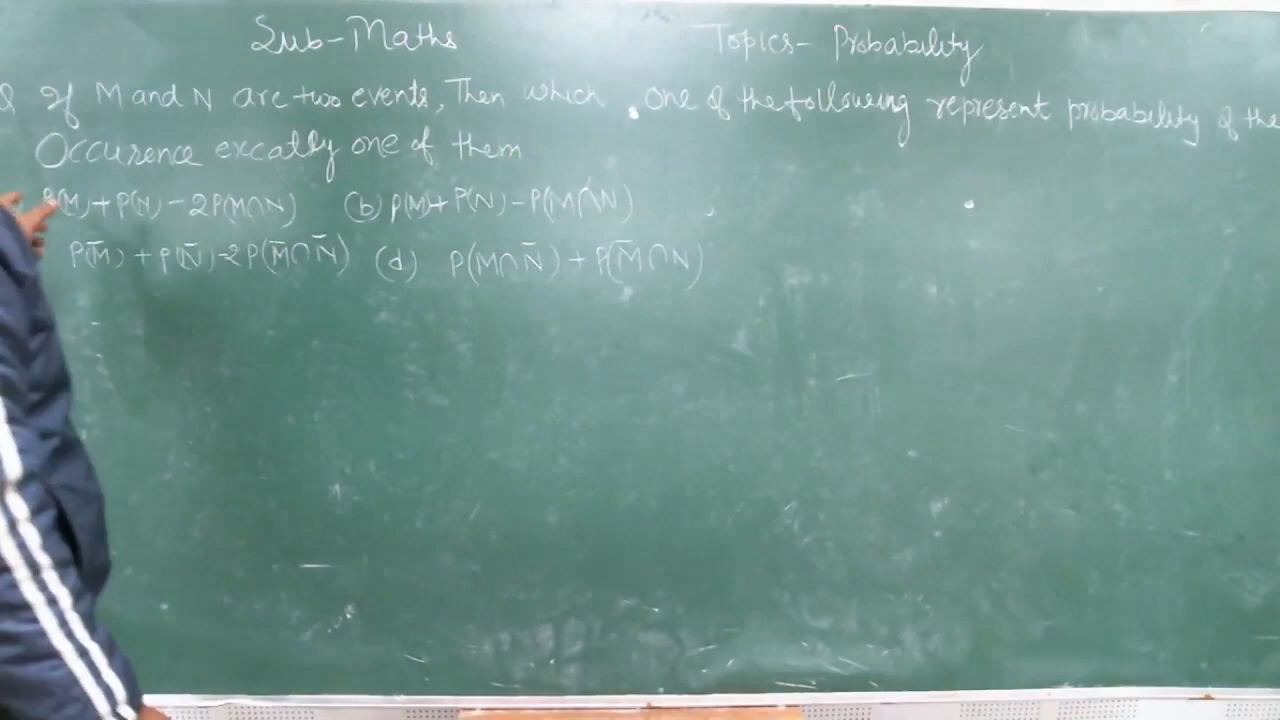 Sub-Maths Topics- Probability
Q If M and N are two events, Then which one of the following represent probability of the
Occurence excatly one of them
P(M)+P(N)-2P(M∩N) (b) P(M)+P(N)-P(M∩N)
P(M̄)+P(N̄)-2P(M̄∩N̄) (d) P(M∩N̄)+P(M̄∩N)